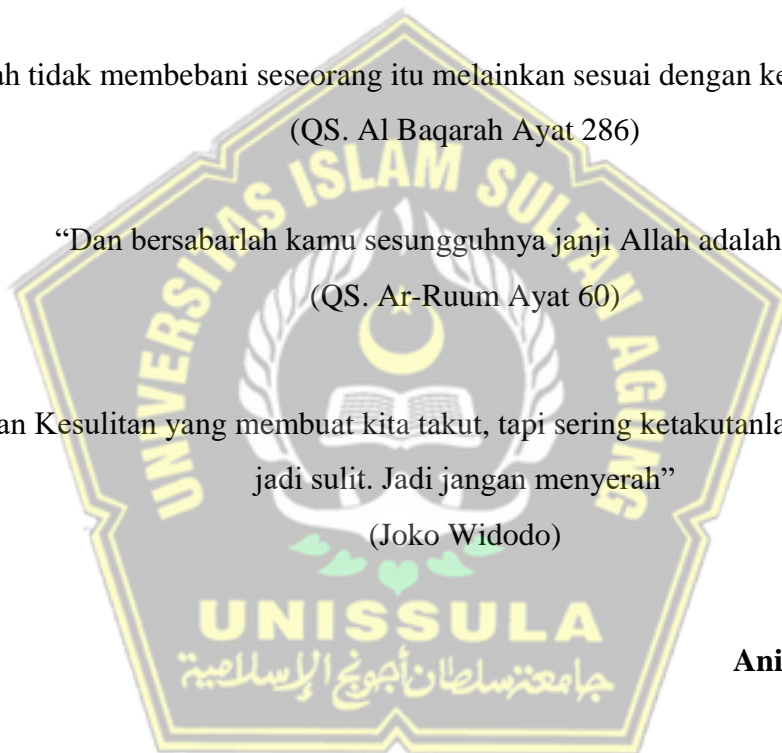 ah tidak membebani seseorang itu melainkan sesuai dengan ke
(QS. Al Baqarah Ayat 286)
“Dan bersabarlah kamu sesungguhnya janji Allah adalah
(QS. Ar-Ruum Ayat 60)
an Kesulitan yang membuat kita takut, tapi sering ketakutanla
jadi sulit. Jadi jangan menyerah”
(Joko Widodo)
Ani
UNIVERSITAS ISLAM SULTAN AGUNG
UNISSULA
جامعتنسلطان أجونج الإسلامية